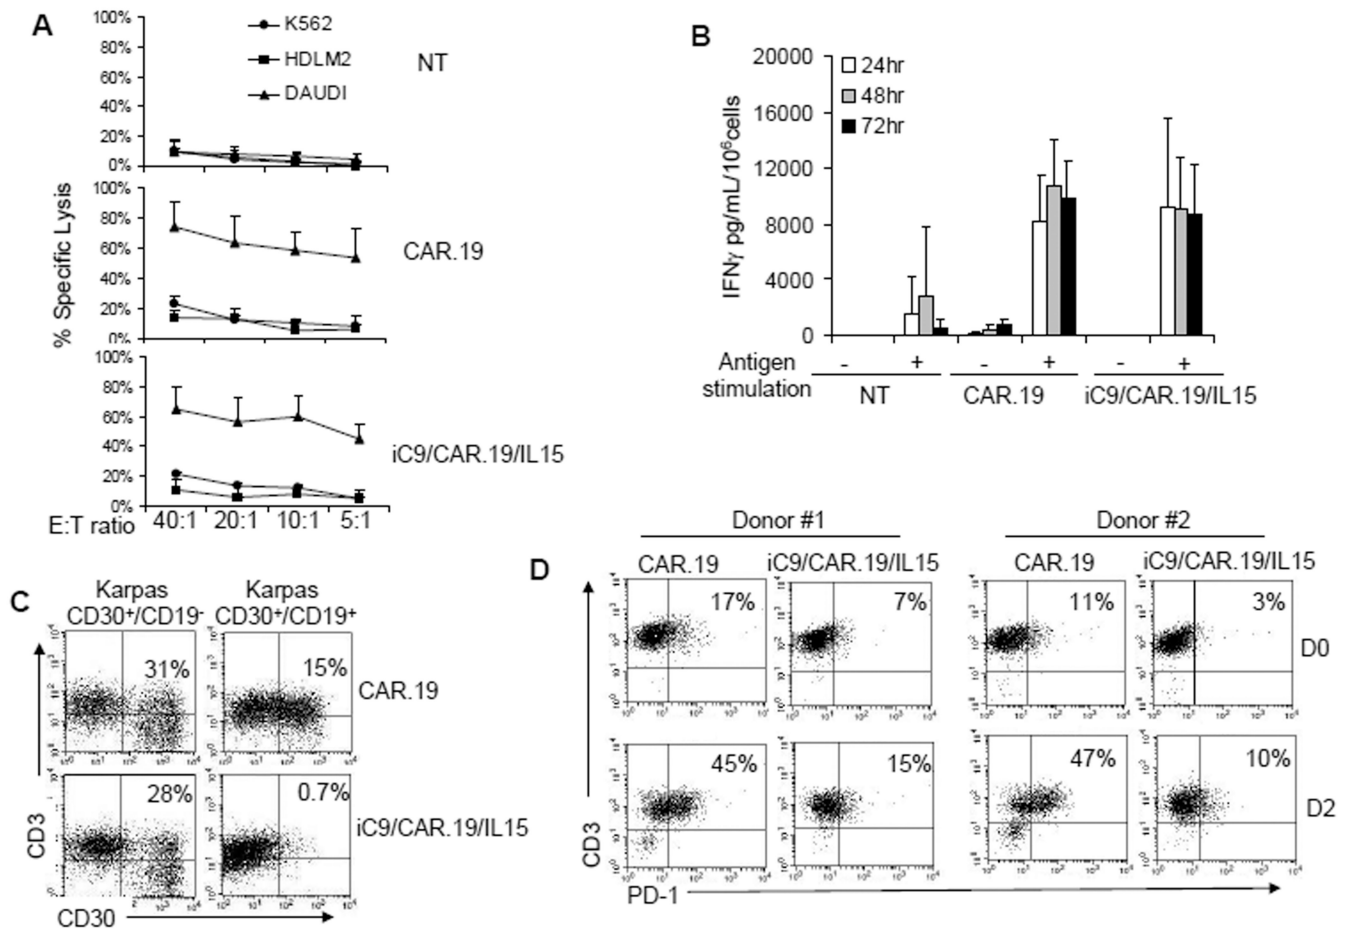 A
100%
80%
60%
40%
20%
0%
K562
HDLM2
DAUDI
NT
% Specific Lysis
100%
80%
60%
40%
20%
0%
CAR.19
100%
80%
60%
40%
20%
0%
iC9/CAR.19/IL15
E:T ratio 40:1 20:1 10:1 5:1
B
IFNγ pg/mL/10⁶cells
20000
16000
12000
8000
4000
0
24hr
48hr
72hr
Antigen stimulation
- + - + - +
NT CAR.19 iC9/CAR.19/IL15
C
Karpas Karpas
CD30⁺/CD19⁻ CD30⁺/CD19⁺
31% 15%
CAR.19
28% 0.7%
iC9/CAR.19/IL15
CD3
CD30
D
Donor #1 Donor #2
CAR.19 iC9/CAR.19/IL15 CAR.19 iC9/CAR.19/IL15
17% 7% 11% 3%
D0
45% 15% 47% 10%
D2
CD3
PD-1